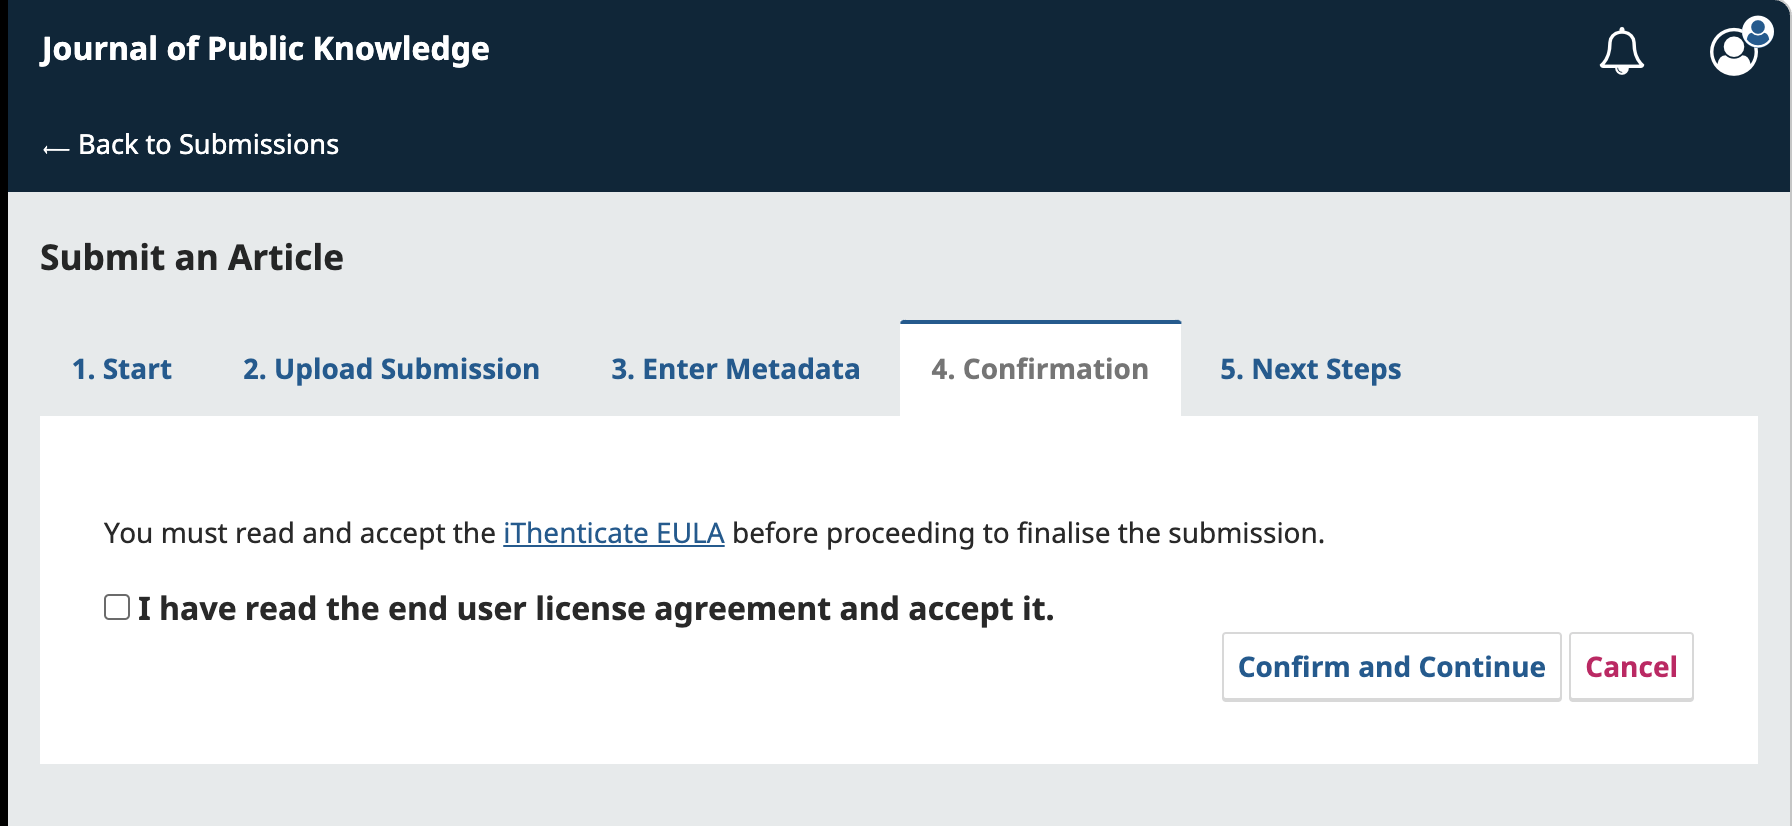 Journal of Public Knowledge
← Back to Submissions
Submit an Article
1. Start
2. Upload Submission
3. Enter Metadata
4. Confirmation
5. Next Steps
You must read and accept the iThenticate EULA before proceeding to finalise the submission.
I have read the end user license agreement and accept it.
Confirm and Continue
Cancel